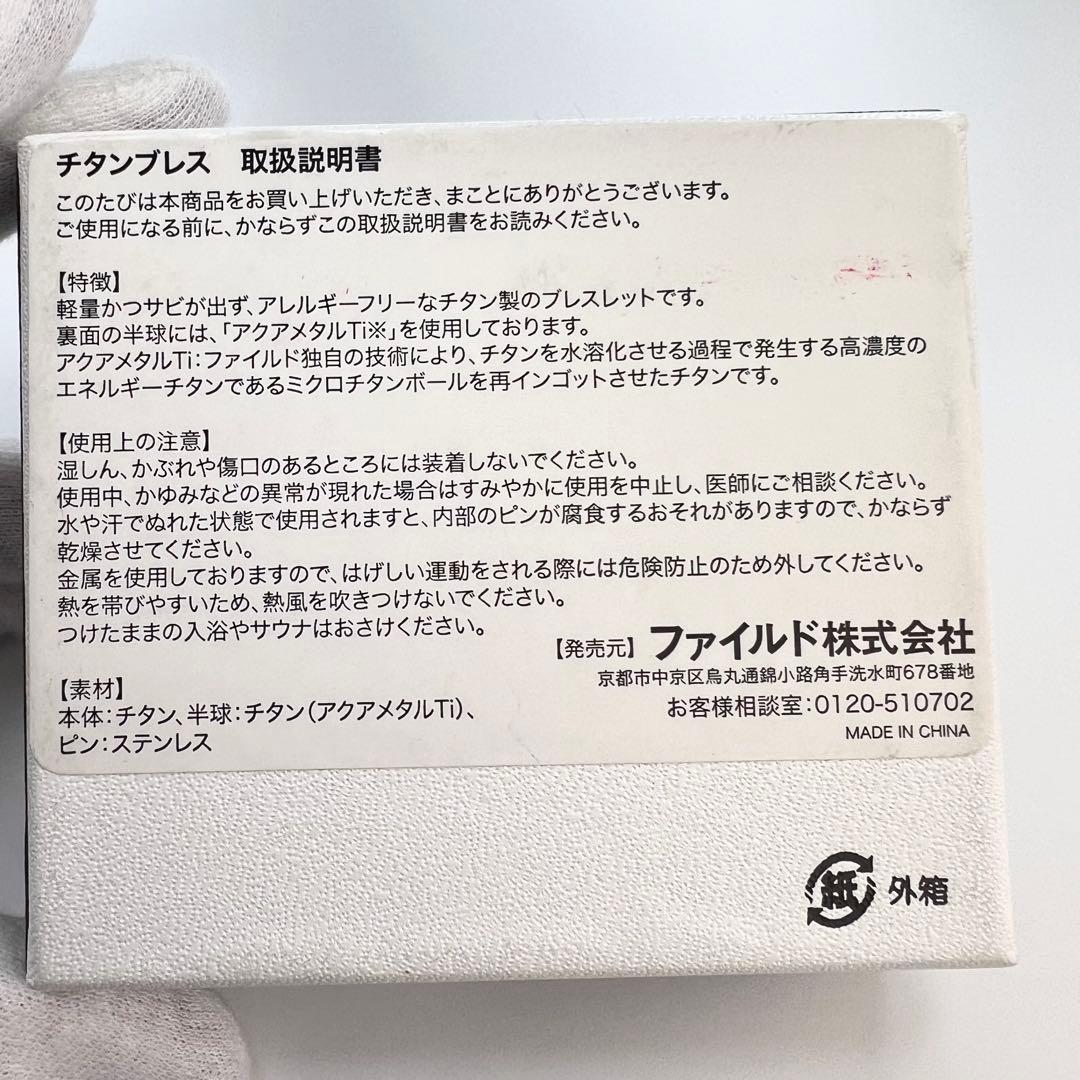 チタンブレス 取扱説明書
このたびは本商品をお買い上げいただき、まことにありがとうございます。
ご使用になる前に、かならずこの取扱説明書をお読みください。
【特徴】
軽量かつサビが出ず、アレルギーフリーなチタン製のブレスレットです。
裏面の半球には、「アクアメタルTi※」を使用しております。
アクアメタルTi:ファイルド独自の技術により、チタンを水溶化させる過程で発生する高濃度の
エネルギーチタンであるミクロチタンボールを再インゴットさせたチタンです。
【使用上の注意】
湿しん、かぶれや傷口のあるところには装着しないでください。
使用中、かゆみなどの異常が現れた場合はすみやかに使用を中止し、医師にご相談ください。
水や汗でぬれた状態で使用されますと、内部のピンが腐食するおそれがありますので、かならず
乾燥させてください。
金属を使用しておりますので、はげしい運動をされる際には危険防止のため外してください。
熱を帯びやすいため、熱風を吹きつけないでください。
つけたままの入浴やサウナはおさけください。
【発売元】ファイルド株式会社
京都市中京区烏丸通錦小路角手洗水町678番地
お客様相談室:0120-510702
MADE IN CHINA
【素材】
本体:チタン、半球:チタン(アクアメタルTi)、
ピン:ステンレス
紙 外箱